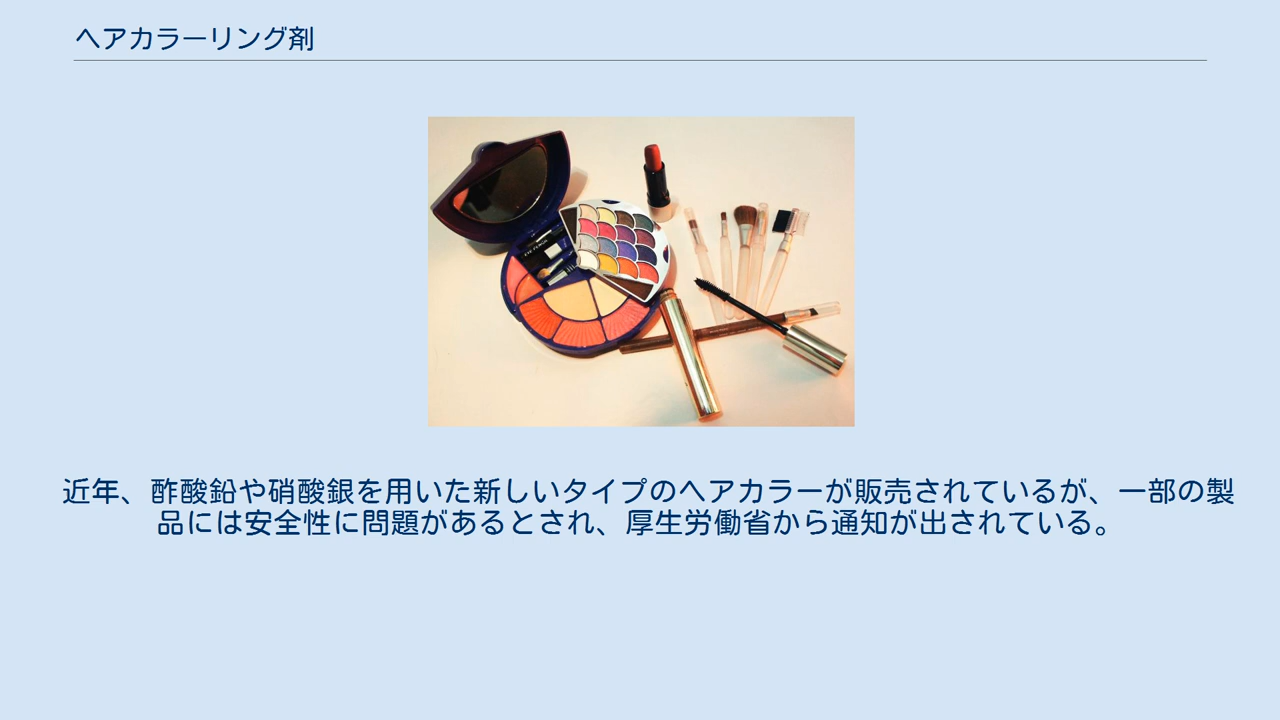 ヘアカラーリング剤
近年、酢酸鉛や硝酸銀を用いた新しいタイプのヘアカラーが販売されているが、一部の製
品には安全性に問題があるとされ、厚生労働省から通知が出されている。